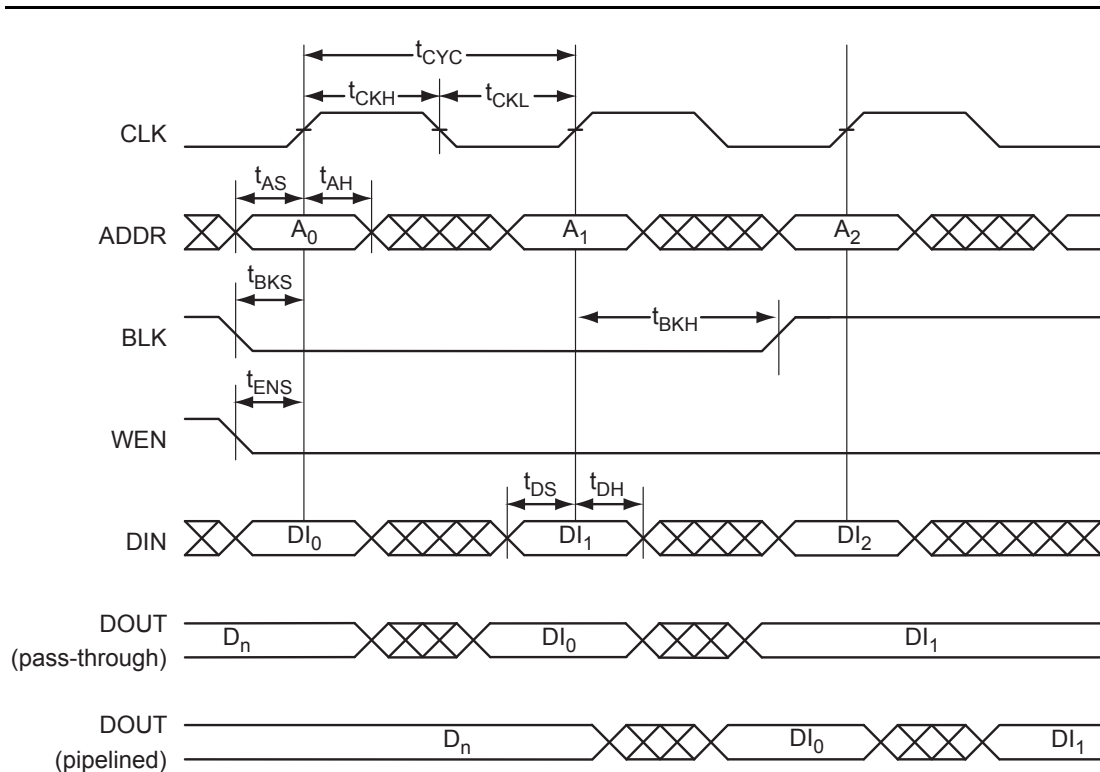 tCYC
tCKH tCKL
CLK
tAS tAH
ADDR A0 A1 A2
tBKS
tBKH
BLK
tENS
WEN
tDS tDH
DIN DI0 DI1 DI2
DOUT
(pass-through) Dn DI0 DI1
DOUT
(pipelined) Dn DI0 DI1